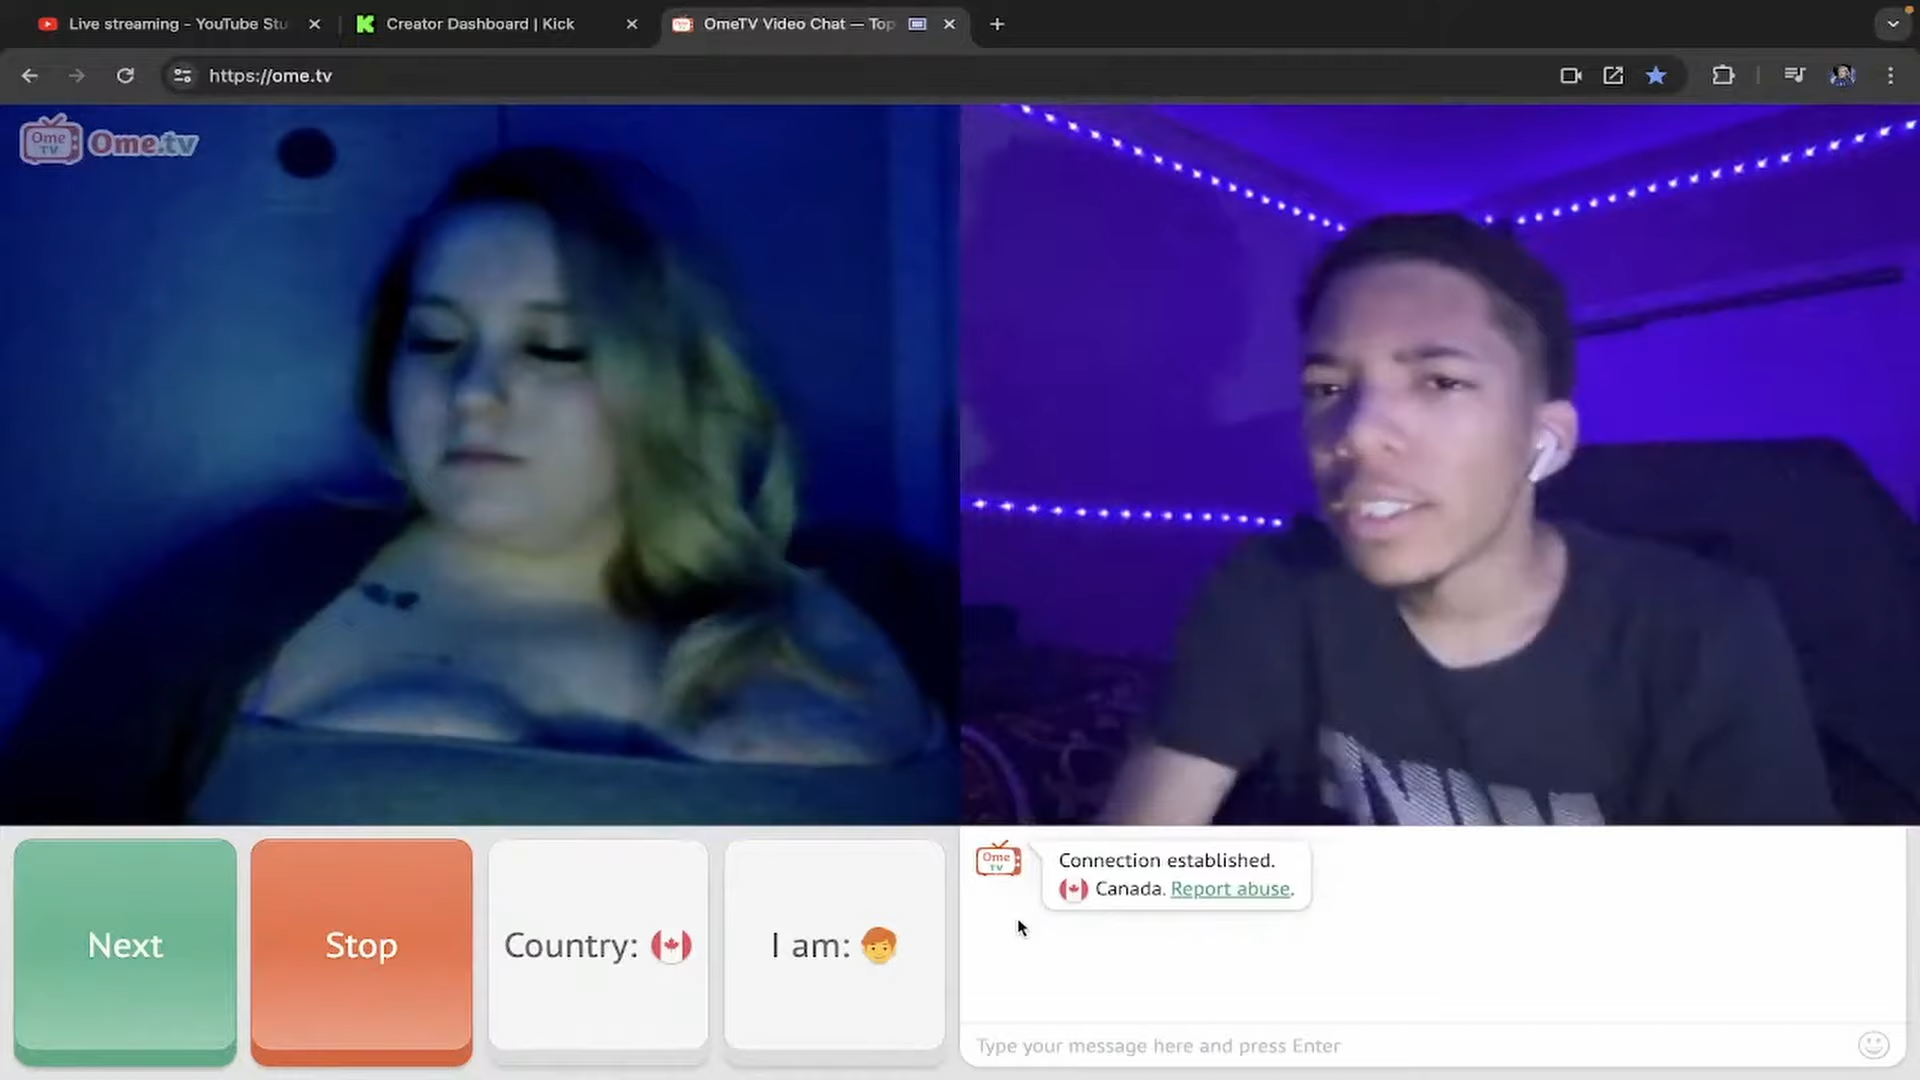 Live streaming - YouTube Stu
Creator Dashboard | Kick
OmeTV Video Chat — Top
https://ome.tv
Ome TV Ome.tv
Next
Stop
Country:
I am:
Ome TV
Connection established.
Canada. Report abuse.
Type your message here and press Enter